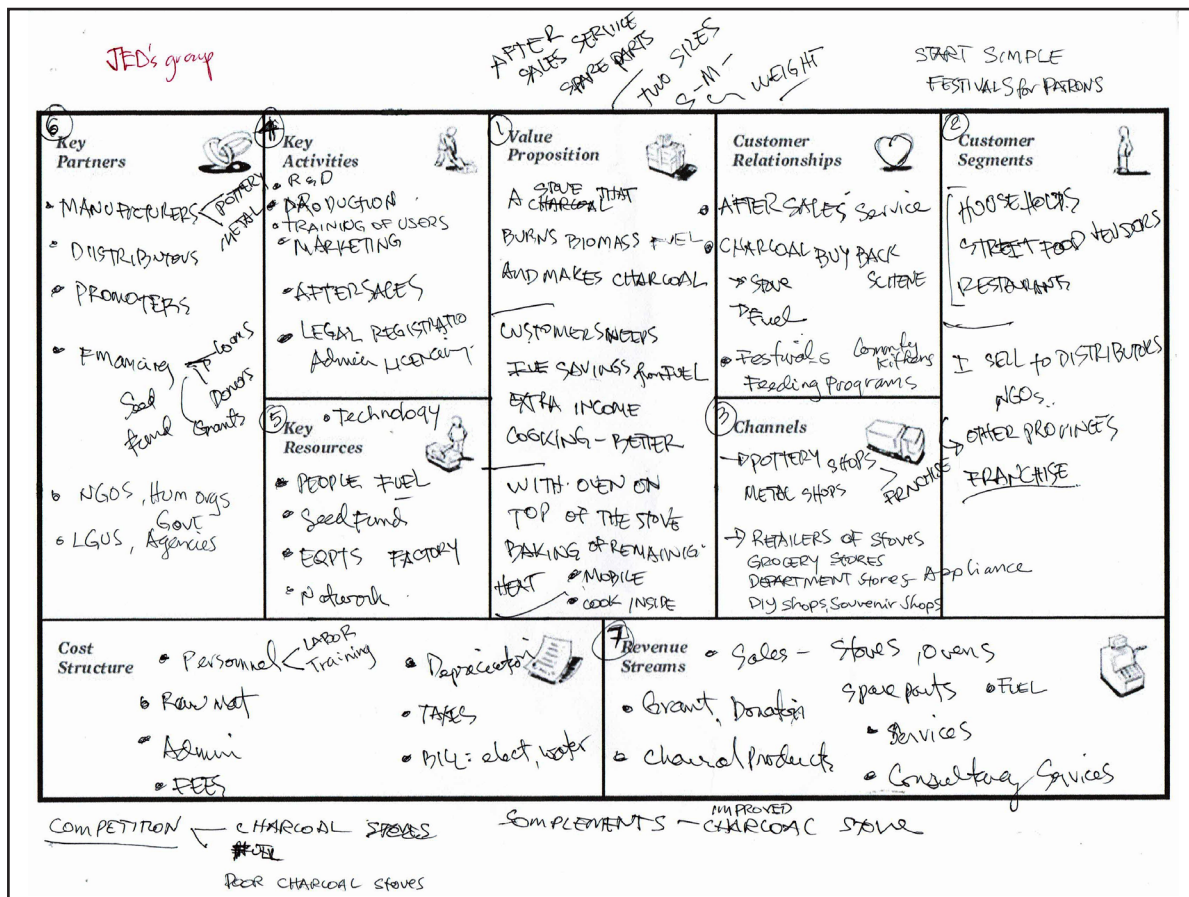 JED's group
AFTER
SALES SERVICE
SPARE PARTS
TWO SIZES
S-M-
WEIGHT
START SIMPLE
FESTIVALS for PATRONS
6
Key
Partners
• MANUFACTURERS
POTTERY
METAL
• DISTRIBUTORS
• PROMOTERS
• Financing
Loans
Donors
Grants
Seed
fund
• NGOS, Hum orgs
Govt
• LGUS, Agencies
4
Key
Activities
• R&D
• PRODUCTION
• TRAINING OF USERS
• MARKETING
• AFTERSALES
• LEGAL REGISTRATIO
Admin LICENCING.
5
• Technology
Key
Resources
• PEOPLE FUEL
• Seed Fund
• EQPTS FACTORY
• Network
1
Value
Proposition
STOVE
A CHARCOAL THAT
BURNS BIOMASS FUEL
AND MAKES CHARCOAL
CUSTOMERS NEEDS
SAVINGS from FUEL
EXTRA INCOME
COOKING - BETTER
WITH OVEN ON
TOP OF THE STOVE
BAKING OF REMAINIG
HEAT
• MOBILE
• COOK INSIDE
Customer
Relationships
• AFTER SALES Service
• CHARCOAL BUY BACK
SCHEME
→ Stove
→ Fuel
• Festivals Community
Kitchens
Feeding Programs
3
Channels
→ POTTERY SHOPS
METAL SHOPS
FRNCHISE
→ RETAILERS OF Stoves
GROCERY STORES
DEPARTMENT Stores - Appliance
DIY shops, Souvenir Shops
2
Customer
Segments
HOUSEHOLDS
STREET FOOD VENDORS
RESTAURANTS
I SELL to DISTRIBUTORS
NGOs..
OTHER PROVINCES
FRANCHISE
Cost
Structure
• Personnel
LABOR
Training
• Raw mat
• Admin
• FEES
• Depreciation
• TAXES
• BILL: elect, water
7
Revenue
Streams
• Sales - Stoves, ovens
spare parts • FUEL
• Grant, Donation
• Services
• Charcoal Products
• Consultancy Services
COMPETITION
CHARCOAL STOVES
FUEL
POOR CHARCOAL Stoves
COMPLEMENTS - IMPROVED
CHARCOAL STOVE